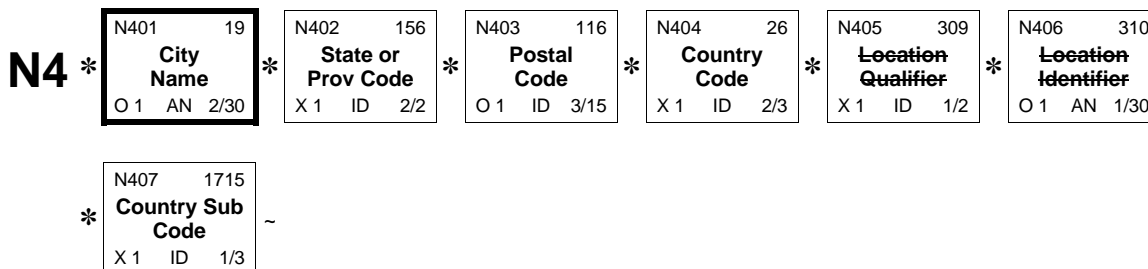 N401 19 N402 156 N403 116 N404 26 N405 309 N406 310
N4 * City Name * State or Prov Code * Postal Code * Country Code * Location Qualifier * Location Identifier
O 1 AN 2/30 X 1 ID 2/2 O 1 ID 3/15 X 1 ID 2/3 X 1 ID 1/2 O 1 AN 1/30
N407 1715
* Country Sub Code ~
X 1 ID 1/3